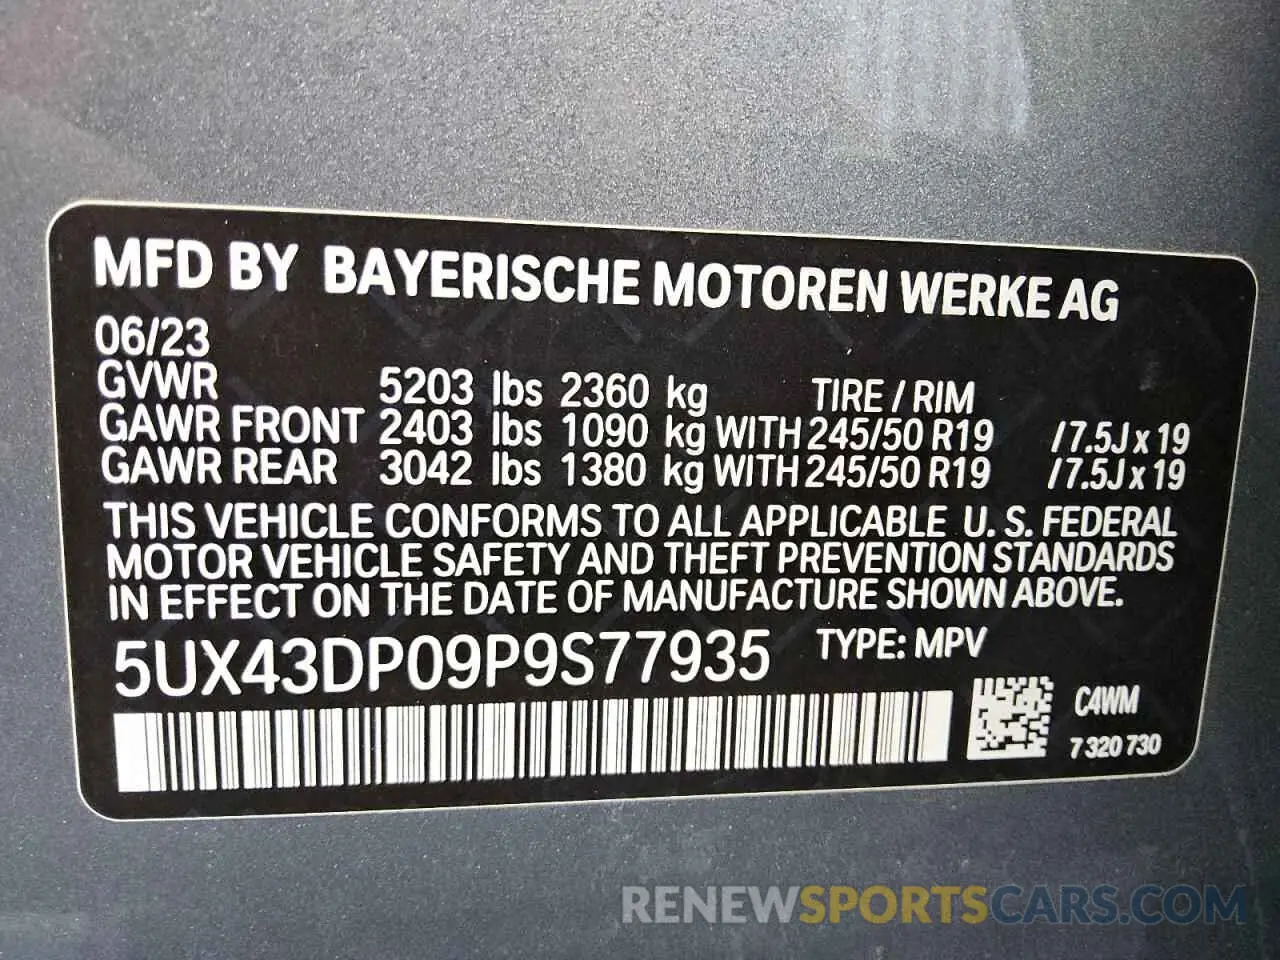 MFD BY BAYERISCHE MOTOREN WERKE AG
06/23
GVWR 5203 lbs 2360 kg TIRE / RIM
GAWR FRONT 2403 lbs 1090 kg WITH 245/50 R19 /7.5J x 19
GAWR REAR 3042 lbs 1380 kg WITH 245/50 R19 /7.5J x 19
THIS VEHICLE CONFORMS TO ALL APPLICABLE U. S. FEDERAL
MOTOR VEHICLE SAFETY AND THEFT PREVENTION STANDARDS
IN EFFECT ON THE DATE OF MANUFACTURE SHOWN ABOVE.
5UX43DP09P9S77935 TYPE: MPV
C4WM
7 320 730
RENEWSPORTSCARS.COM